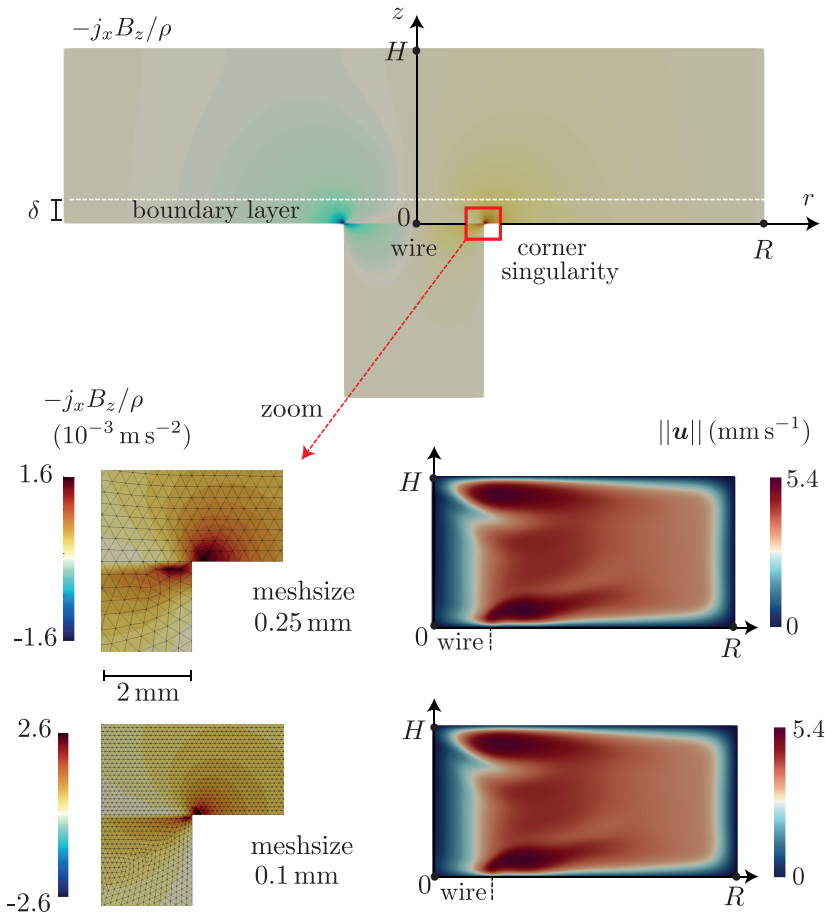 −j_x B_z/ρ
z
H
δ
boundary layer
0
r
wire
corner
singularity
R
zoom
−j_x B_z/ρ
(10⁻³ m s⁻²)
1.6
-1.6
meshsize
0.25 mm
2 mm
||u|| (mm s⁻¹)
H
5.4
0
0
wire
R
2.6
-2.6
meshsize
0.1 mm
H
5.4
0
0
wire
R